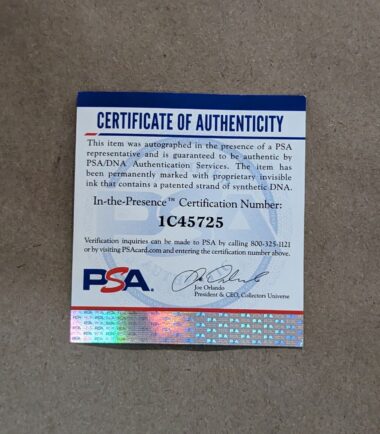 CERTIFICATE OF AUTHENTICITY
This item was autographed in the presence of a PSA
representative and is guaranteed to be authentic by
PSA/DNA Authentication Services. The item has
been permanently marked with proprietary invisible
ink that contains a patented strand of synthetic DNA.
In-the-Presence™ Certification Number:
1C45725
Verification inquiries can be made to PSA by calling 800-325-1121
or by visiting PSAcard.com and entering the certification number above.
PSA.
Joe Orlando
President & CEO, Collectors Universe